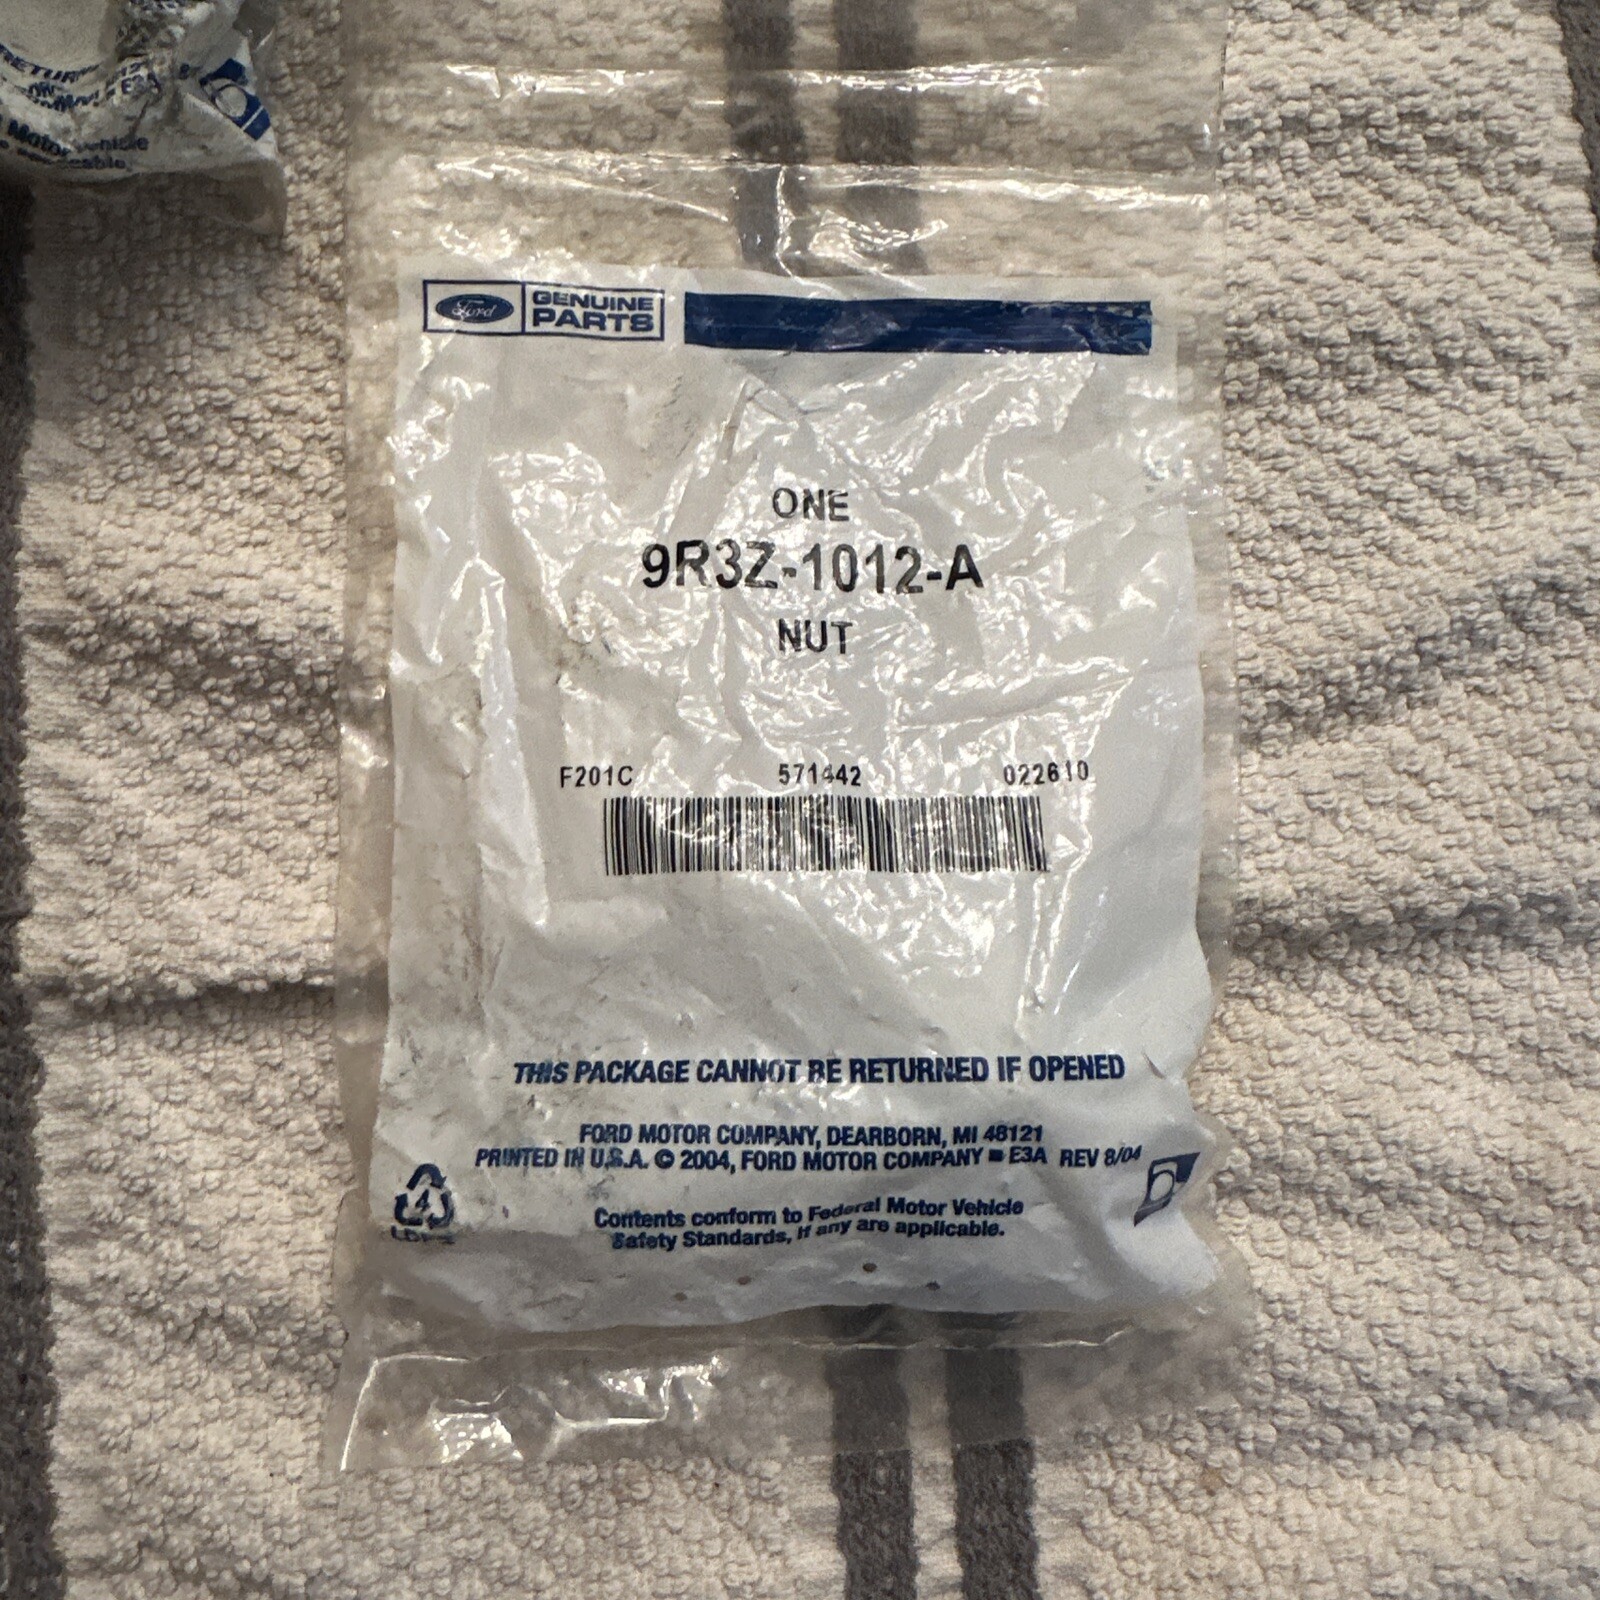 Motor Vehicle
Ford GENUINE PARTS
ONE
9R3Z-1012-A
NUT
F201C 571442 022610
THIS PACKAGE CANNOT BE RETURNED IF OPENED
FORD MOTOR COMPANY, DEARBORN, MI 48121
PRINTED IN U.S.A. © 2004, FORD MOTOR COMPANY ■ E3A REV 8/04
4
Contents conform to Federal Motor Vehicle
Safety Standards, if any are applicable.